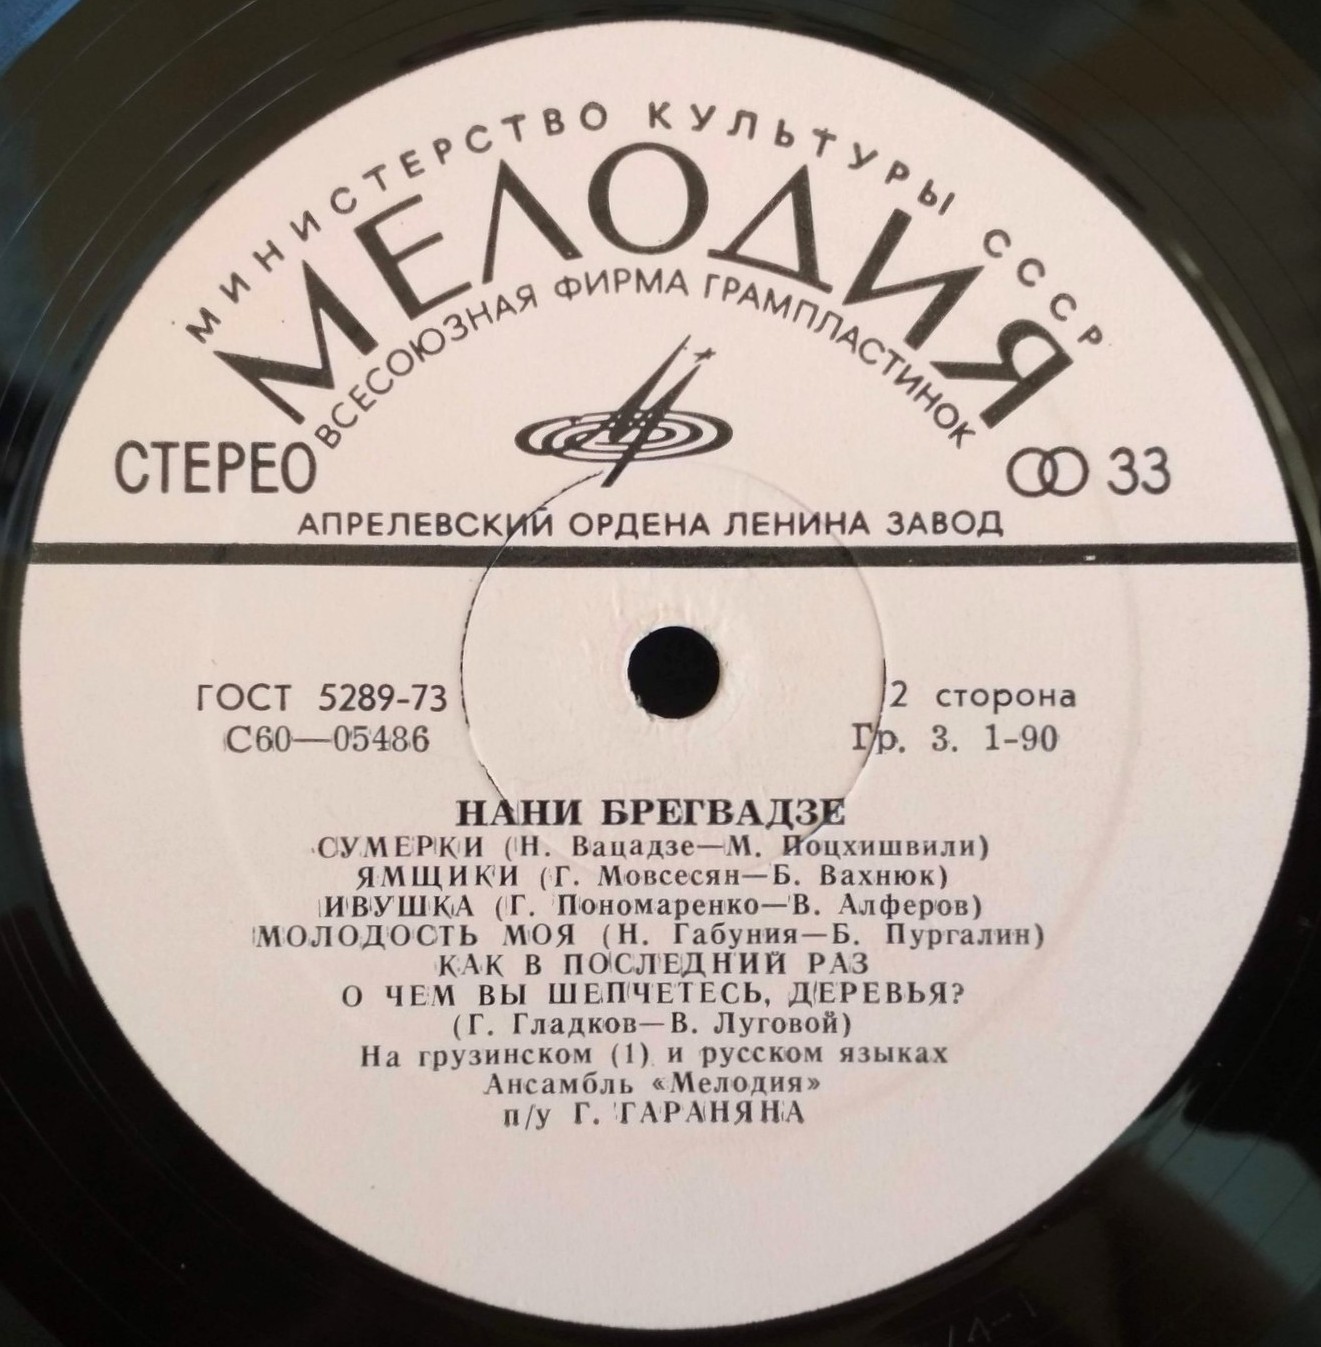 МИНИСТЕРСТВО КУЛЬТУРЫ СССР
МЕЛОДИЯ
ВСЕСОЮЗНАЯ ФИРМА ГРАМПЛАСТИНОК
СТЕРЕО 33
АПРЕЛЕВСКИЙ ОРДЕНА ЛЕНИНА ЗАВОД
ГОСТ 5289-73 2 сторона
С60—05486 Гр. 3. 1-90
НАНИ БРЕГВАДЗЕ
СУМЕРКИ (Н. Вацадзе—М. Поцхишвили)
ЯМЩИКИ (Г. Мовсесян—Б. Вахнюк)
ИВУШКА (Г. Пономаренко—В. Алферов)
МОЛОДОСТЬ МОЯ (Н. Габуния—Б. Пургалин)
КАК В ПОСЛЕДНИЙ РАЗ
О ЧЕМ ВЫ ШЕПЧЕТЕСЬ, ДЕРЕВЬЯ?
(Г. Гладков—В. Луговой)
На грузинском (1) и русском языках
Ансамбль «Мелодия»
п/у Г. ГАРАНЯНА